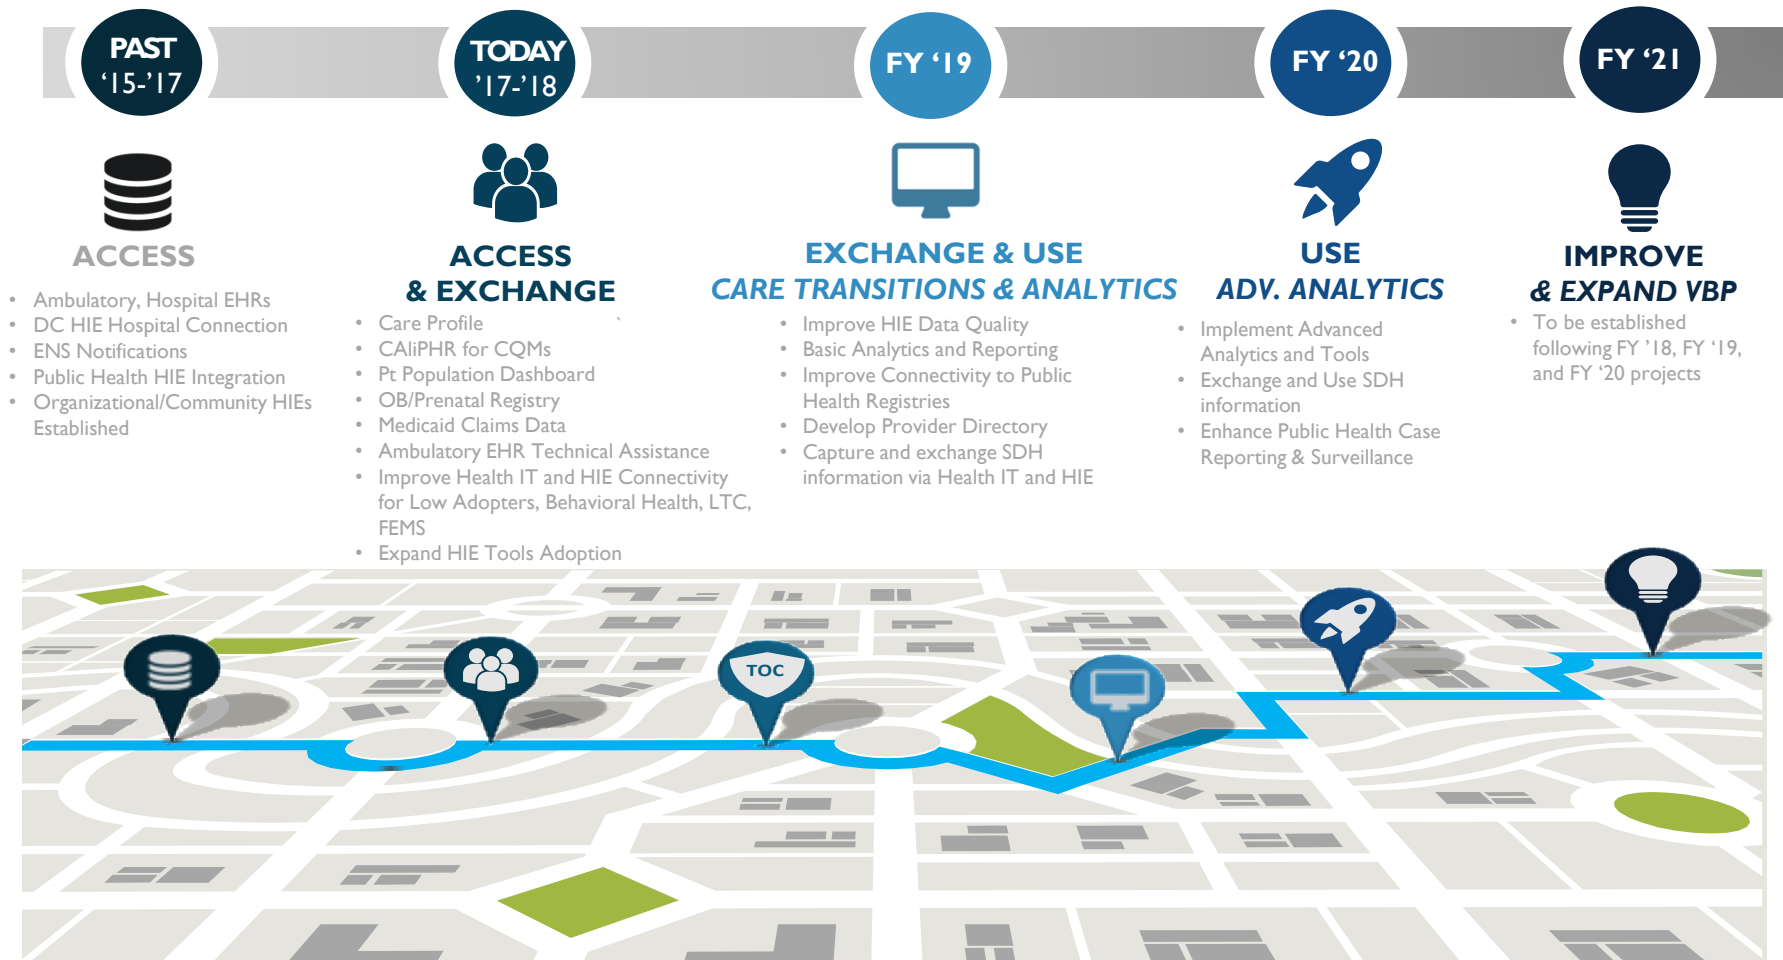 PAST
‘15-’17
TODAY
’17-’18
FY ‘19
FY ‘20
FY ‘21
ACCESS
• Ambulatory, Hospital EHRs
• DC HIE Hospital Connection
• ENS Notifications
• Public Health HIE Integration
• Organizational/Community HIEs
Established
ACCESS
& EXCHANGE
• Care Profile `
• CAliPHR for CQMs
• Pt Population Dashboard
• OB/Prenatal Registry
• Medicaid Claims Data
• Ambulatory EHR Technical Assistance
• Improve Health IT and HIE Connectivity
for Low Adopters, Behavioral Health, LTC,
FEMS
• Expand HIE Tools Adoption
EXCHANGE & USE
CARE TRANSITIONS & ANALYTICS
• Improve HIE Data Quality
• Basic Analytics and Reporting
• Improve Connectivity to Public
Health Registries
• Develop Provider Directory
• Capture and exchange SDH
information via Health IT and HIE
USE
ADV. ANALYTICS
• Implement Advanced
Analytics and Tools
• Exchange and Use SDH
information
• Enhance Public Health Case
Reporting & Surveillance
IMPROVE
& EXPAND VBP
• To be established
following FY ’18, FY ‘19,
and FY ‘20 projects
TOC